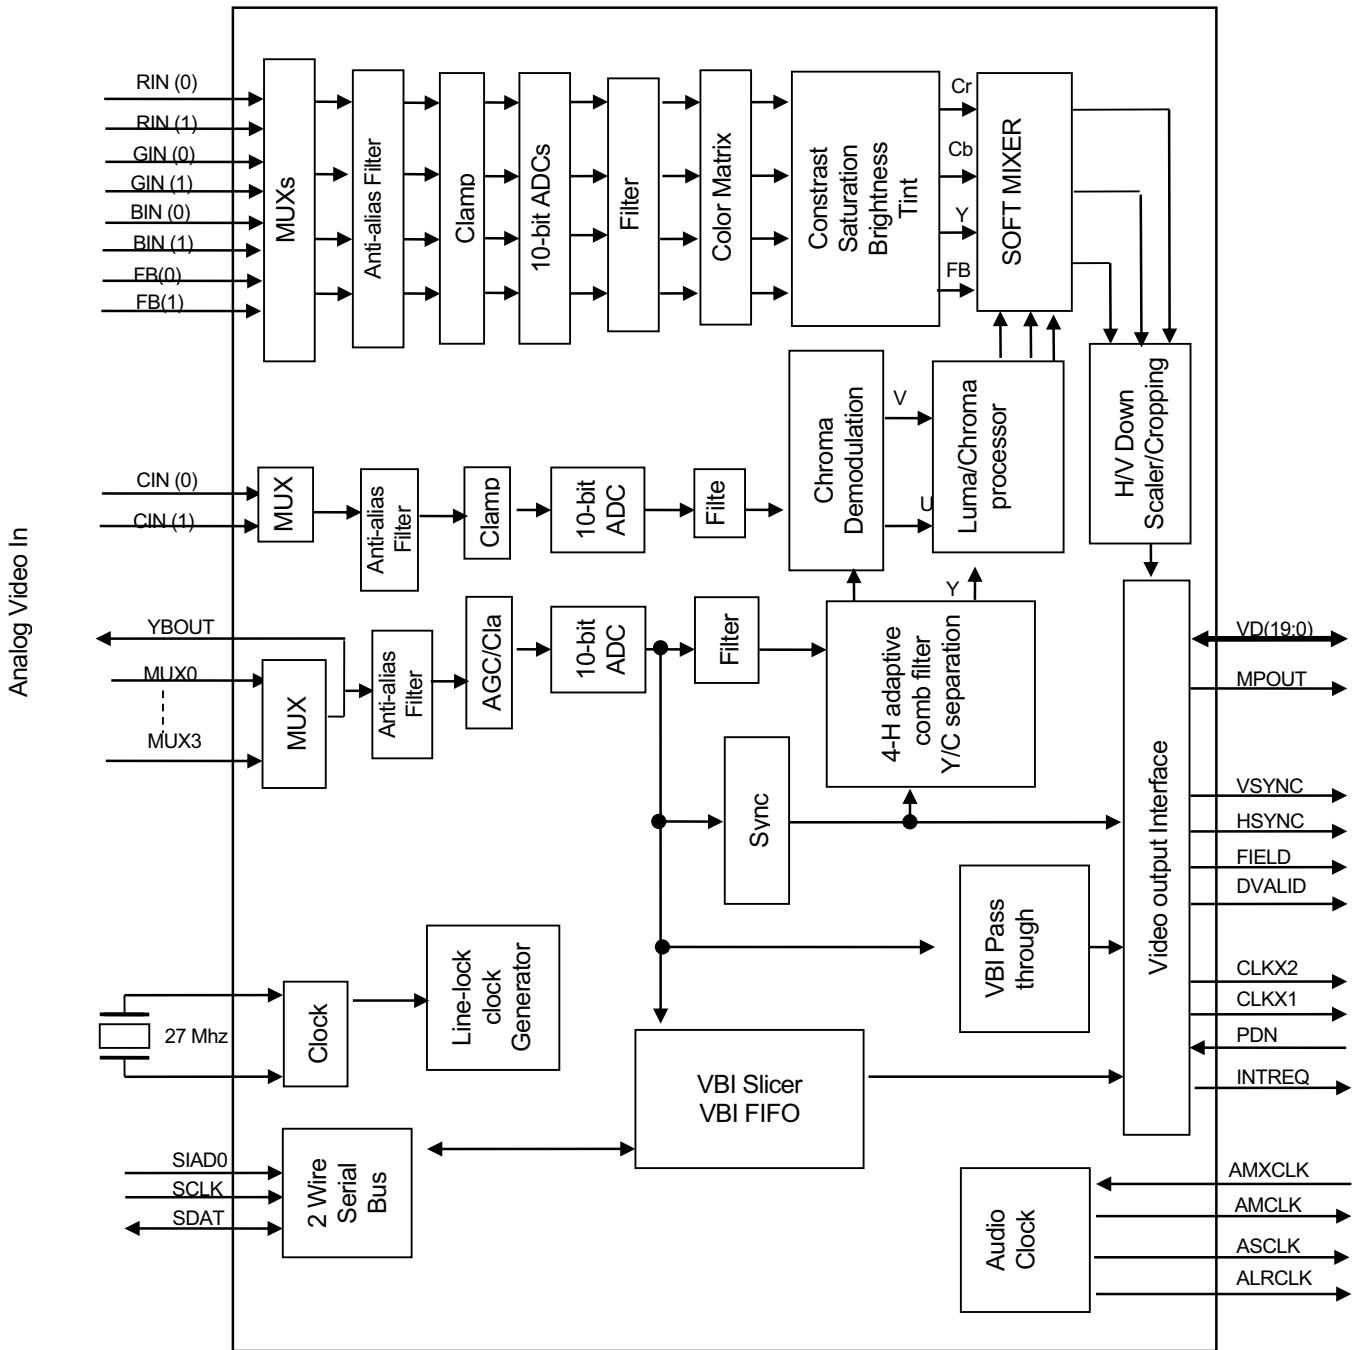 RIN (0)
RIN (1)
GIN (0)
GIN (1)
BIN (0)
BIN (1)
FB(0)
FB(1)
MUXs
Anti-alias Filter
Clamp
10-bit ADCs
Filter
Color Matrix
Constrast
Saturation
Brightness
Tint
Cr
Cb
Y
FB
SOFT MIXER
H/V Down
Scaler/Cropping
Analog Video In
CIN (0)
CIN (1)
MUX
Anti-alias
Filter
Clamp
10-bit
ADC
Filte
Chroma
Demodulation
V
U
Luma/Chroma
processor
YBOUT
MUX0
MUX3
MUX
Anti-alias
Filter
AGC/Cla
10-bit
ADC
Filter
4-H adaptive
comb filter
Y/C separation
Y
Sync
VBI Pass
through
Video output Interface
VD(19:0)
MPOUT
VSYNC
HSYNC
FIELD
DVALID
CLKX2
CLKX1
PDN
INTREQ
27 Mhz
Clock
Line-lock
clock
Generator
VBI Slicer
VBI FIFO
SIAD0
SCLK
SDAT
2 Wire
Serial
Bus
Audio
Clock
AMXCLK
AMCLK
ASCLK
ALRCLK